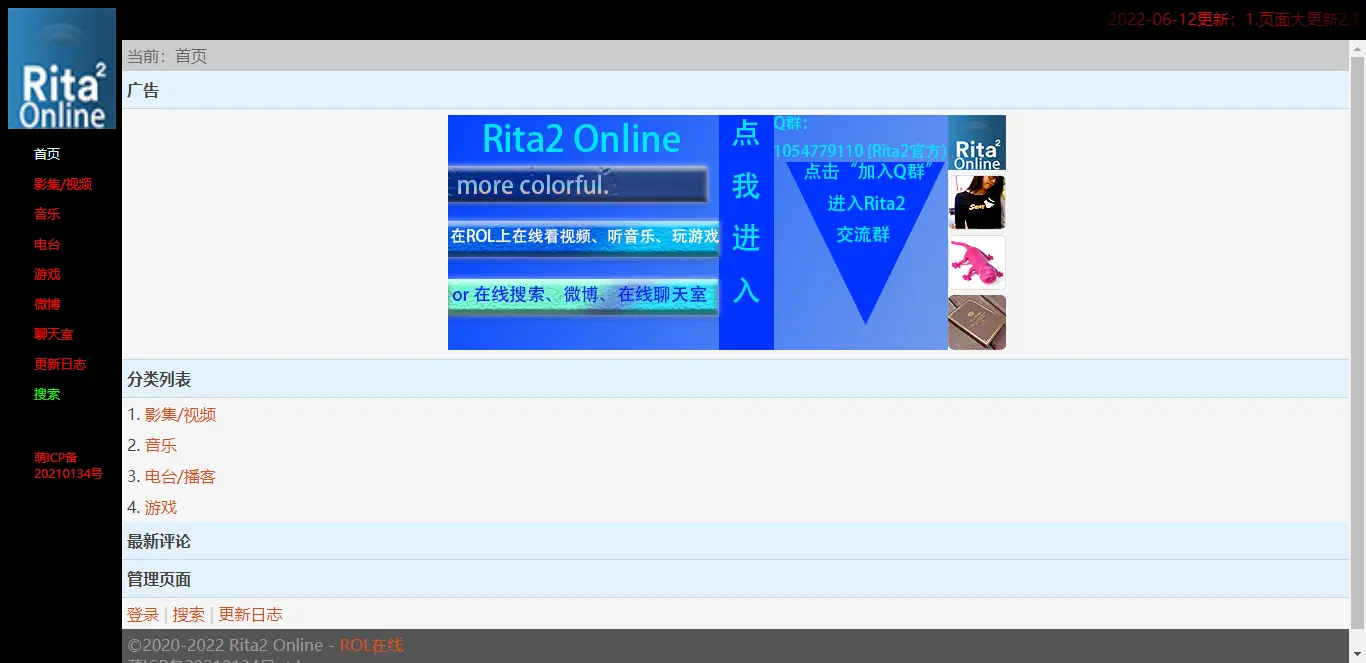 2022-06-12更新：1.页面大更新2.
Rita²
Online
首页
影集/视频
音乐
电台
游戏
微博
聊天室
更新日志
搜索
萌ICP备
20210134号
当前：首页
广告
Rita2 Online
more colorful.
在ROL上在线看视频、听音乐、玩游戏
or 在线搜索、微博、在线聊天室
点
我
进
入
Q群：
1054779110 (Rita2官方)
点击“加入Q群”
进入Rita2
交流群
Rita²
Online
分类列表
1. 影集/视频
2. 音乐
3. 电台/播客
4. 游戏
最新评论
管理页面
登录 | 搜索 | 更新日志
©2020-2022 Rita2 Online - ROL在线